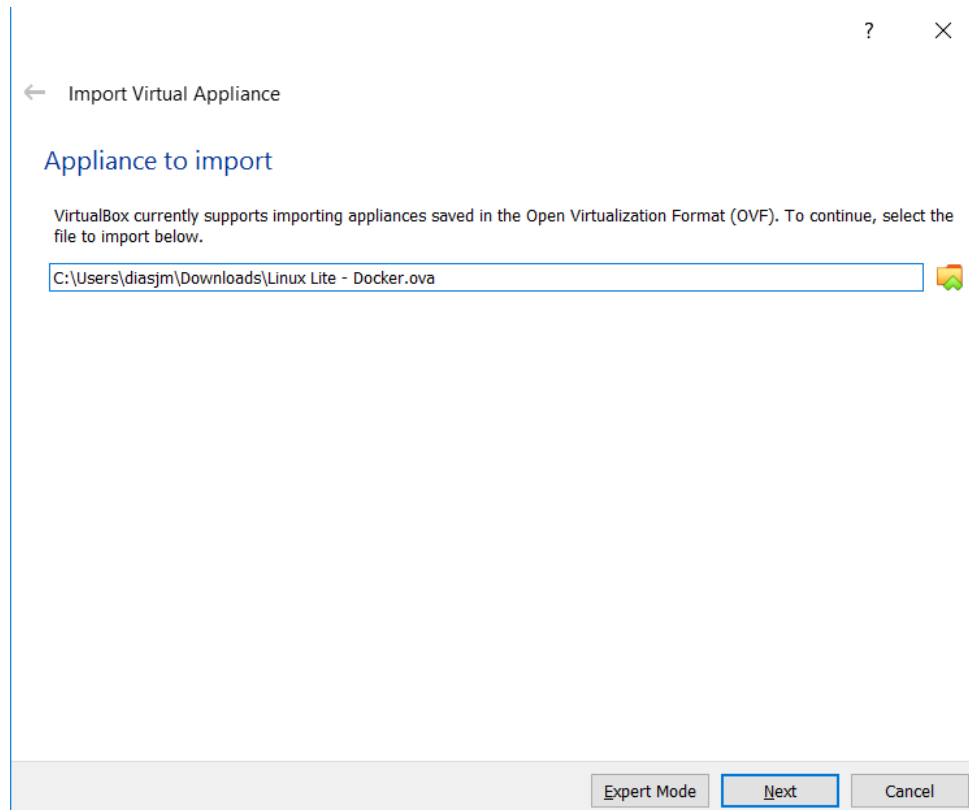 ?
Import Virtual Appliance
Appliance to import
VirtualBox currently supports importing appliances saved in the Open Virtualization Format (OVF). To continue, select the
file to import below.
C:\Users\diasjm\Downloads\Linux Lite - Docker.ova
Expert Mode Next Cancel